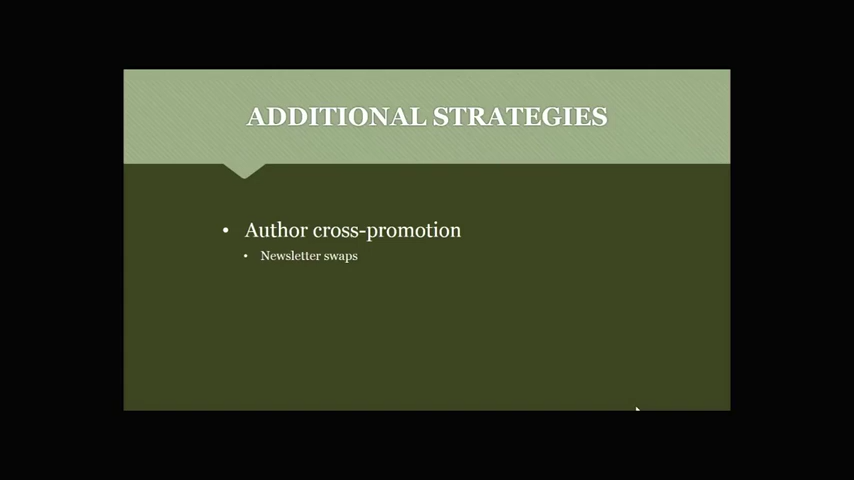 ADDITIONAL STRATEGIES
• Author cross-promotion
• Newsletter swaps